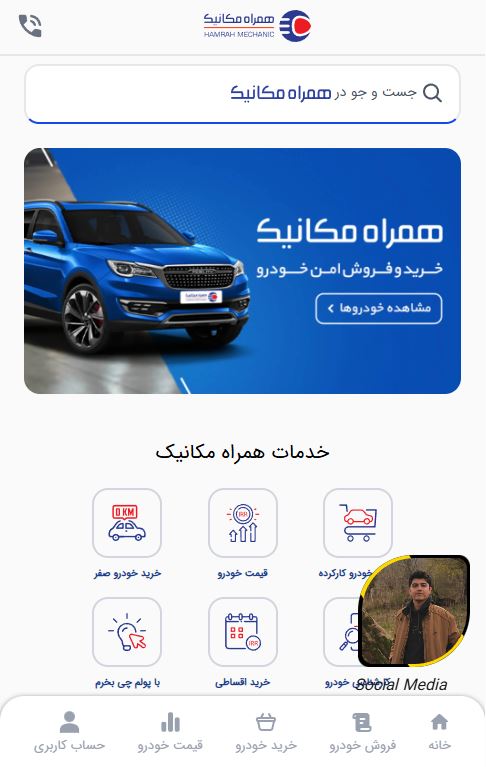 همراه مکانیک
HAMRAH MECHANIC
جست و جو در همراه مکانیک
همراه مکانیک
خرید و فروش امن خودرو
مشاهده خودروها
خدمات همراه مکانیک
0 KM
IRR
خرید خودرو صفر
قیمت خودرو
خودرو کارکرده
IRR
با پولم چی بخرم
خرید اقساطی
کارشناسی خودرو
Social Media
خانه
فروش خودرو
خرید خودرو
قیمت خودرو
حساب کاربری